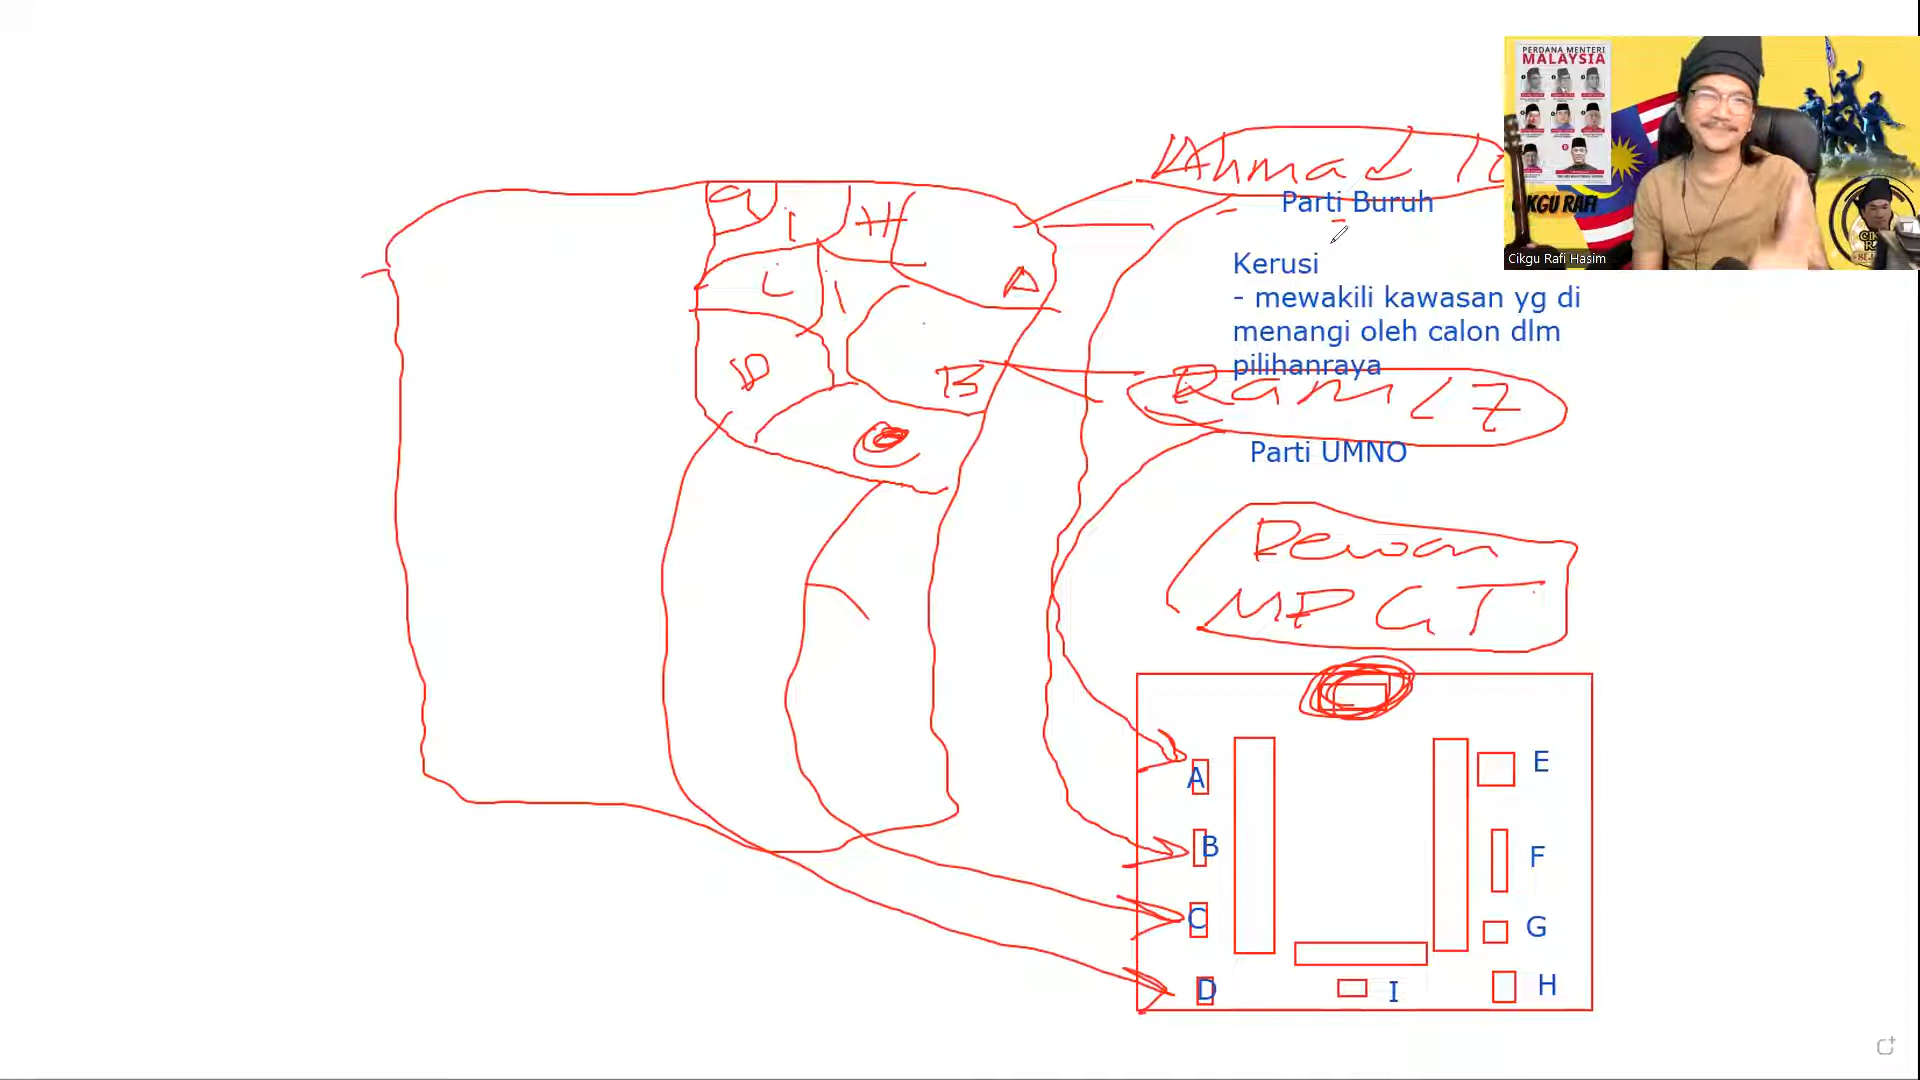 PERDANA MENTERI
MALAYSIA
Ahmad
Parti Buruh
CIKGU RAFI
Cikgu Rafi Hasim
Kerusi
- mewakili kawasan yg di
menangi oleh calon dlm
pilihanraya
Parti UMNO
Dewan
MPGT
i
H
A
D
B
A
B
C
D
E
F
G
H
I